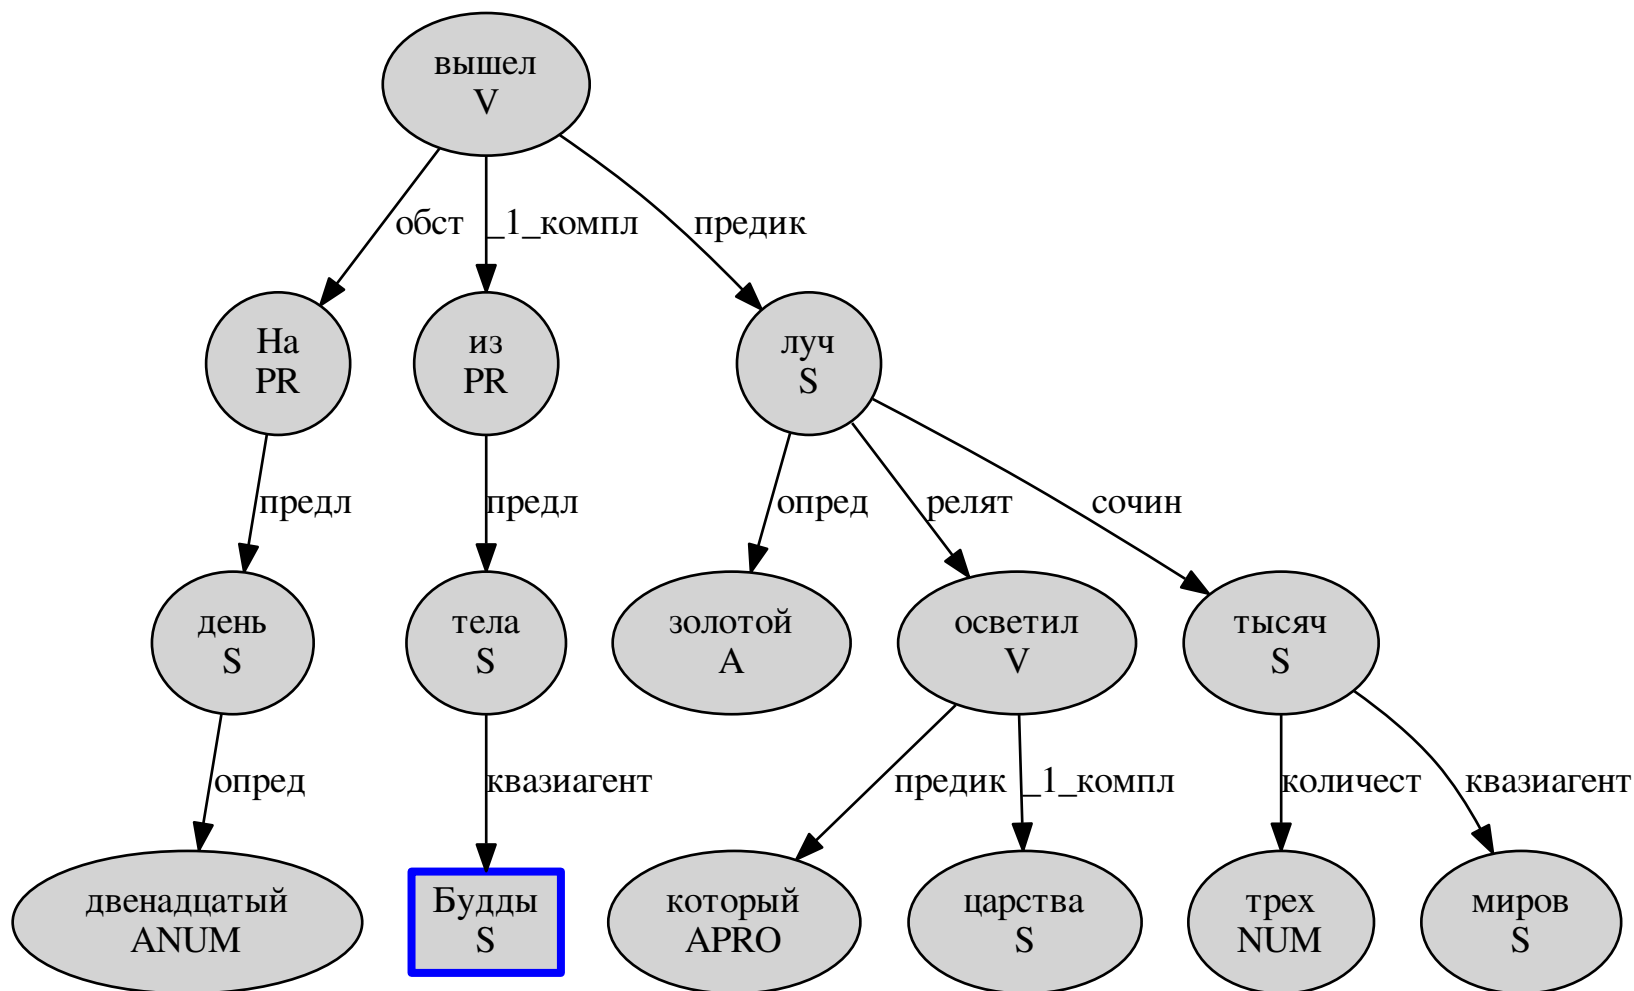 вышел
V
обст
_1_компл
предик
На
PR
из
PR
луч
S
предл
предл
опред
релят
сочин
день
S
тела
S
золотой
A
осветил
V
тысяч
S
опред
квазиагент
предик
_1_компл
количест
квазиагент
двенадцатый
ANUM
Будды
S
который
APRO
царства
S
трех
NUM
миров
S